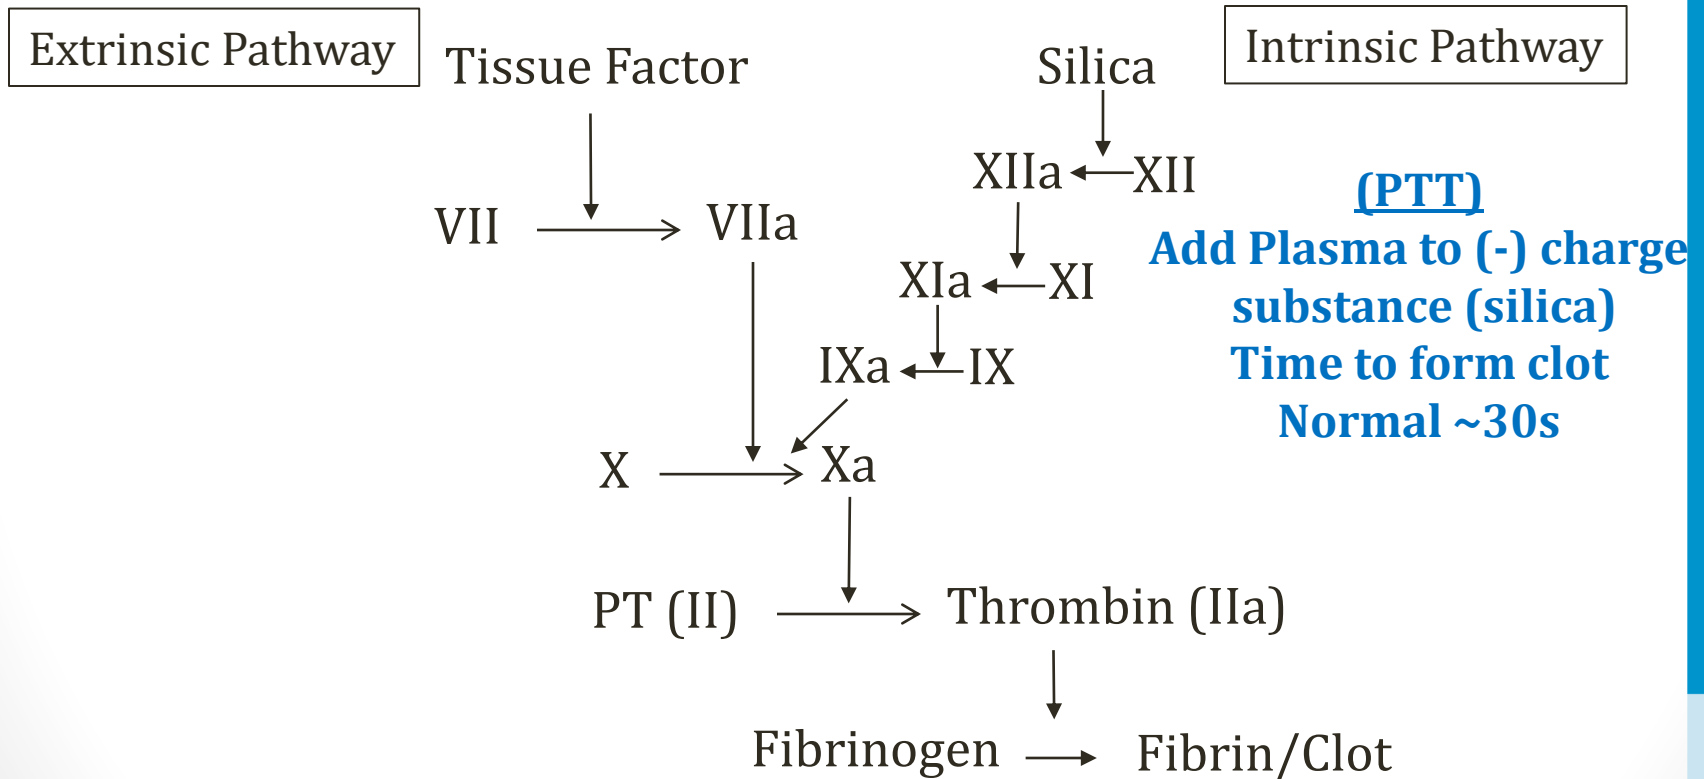 Extrinsic Pathway
Tissue Factor
Silica
Intrinsic Pathway
XIIa
XII
(PTT)
VII
VIIa
Add Plasma to (-) charge
substance (silica)
Time to form clot
Normal ~30s
XIa
XI
IXa
IX
X
Xa
PT (II)
Thrombin (IIa)
Fibrinogen
Fibrin/Clot